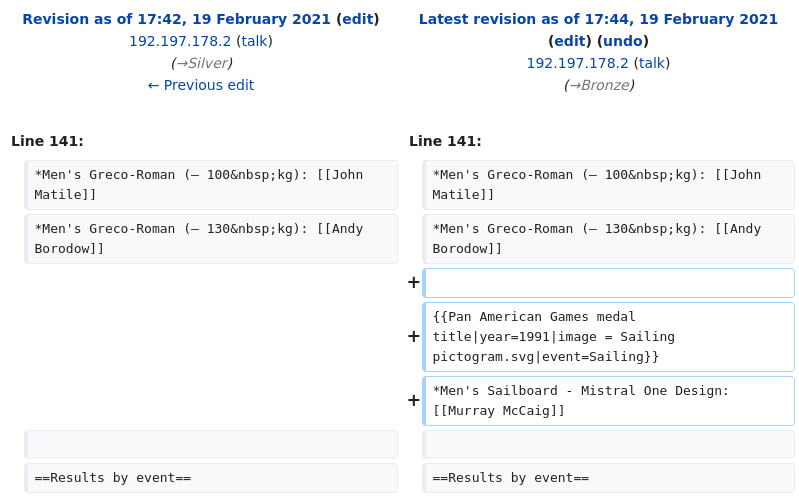 Revision as of 17:42, 19 February 2021 (edit)
192.197.178.2 (talk)
(→Silver)
← Previous edit
Latest revision as of 17:44, 19 February 2021
(edit) (undo)
192.197.178.2 (talk)
(→Bronze)
Line 141:
Line 141:
*Men's Greco-Roman (– 100&nbsp;kg): [[John
Matile]]
*Men's Greco-Roman (– 100&nbsp;kg): [[John
Matile]]
*Men's Greco-Roman (– 130&nbsp;kg): [[Andy
Borodow]]
*Men's Greco-Roman (– 130&nbsp;kg): [[Andy
Borodow]]
+
+
{{Pan American Games medal
title|year=1991|image = Sailing
pictogram.svg|event=Sailing}}
+
*Men's Sailboard - Mistral One Design:
[[Murray McCaig]]
==Results by event==
==Results by event==